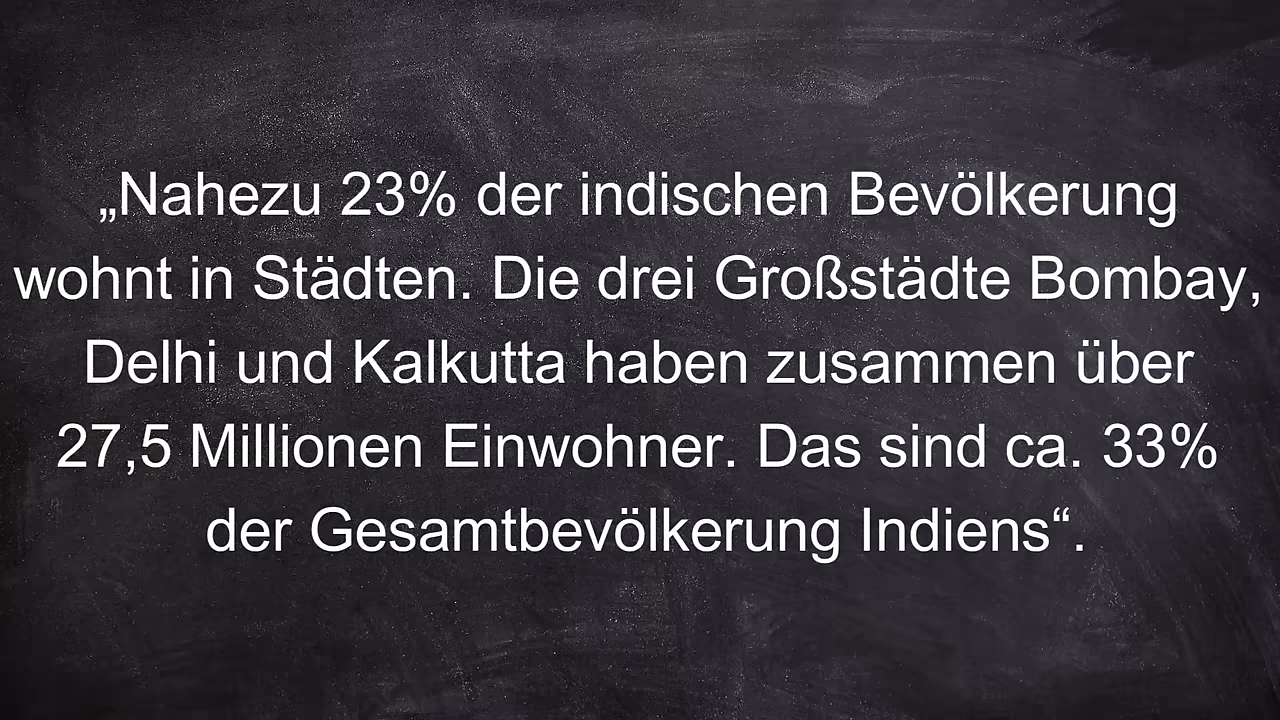 „Nahezu 23% der indischen Bevölkerung
wohnt in Städten. Die drei Großstädte Bombay,
Delhi und Kalkutta haben zusammen über
27,5 Millionen Einwohner. Das sind ca. 33%
der Gesamtbevölkerung Indiens“.